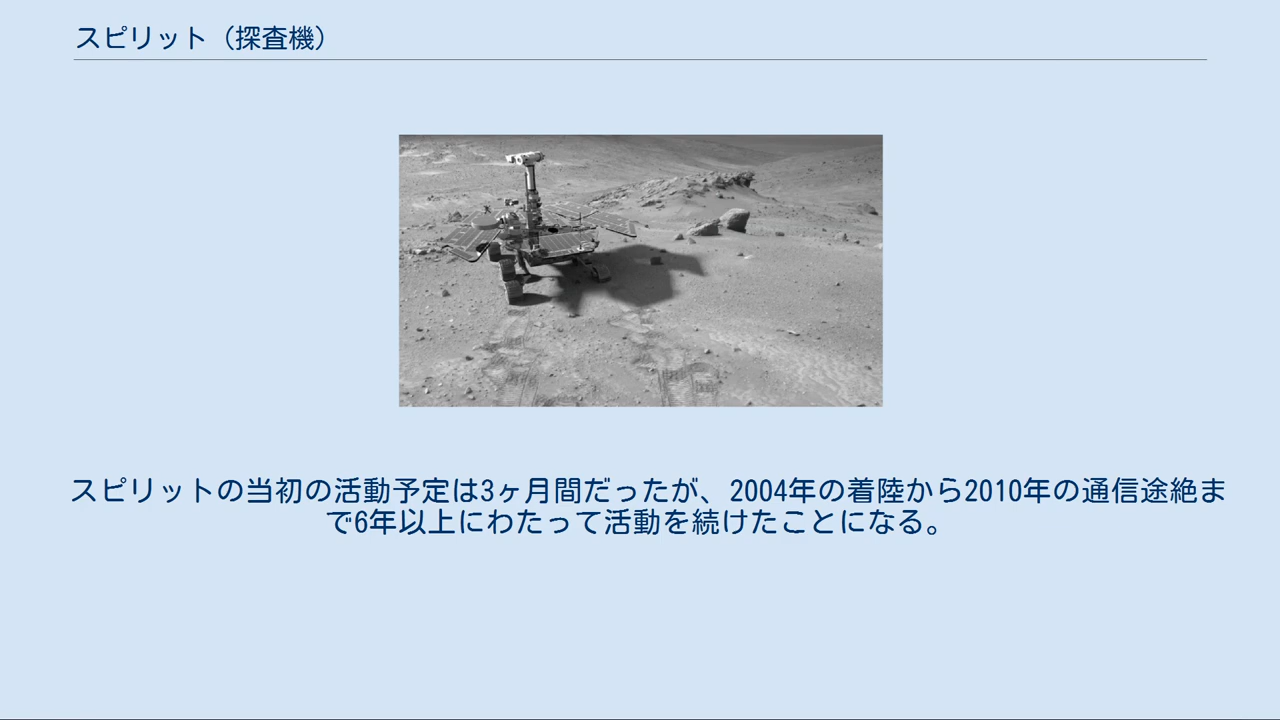 スピリット（探査機）
スピリットの当初の活動予定は3ヶ月間だったが、2004年の着陸から2010年の通信途絶ま
で6年以上にわたって活動を続けたことになる。